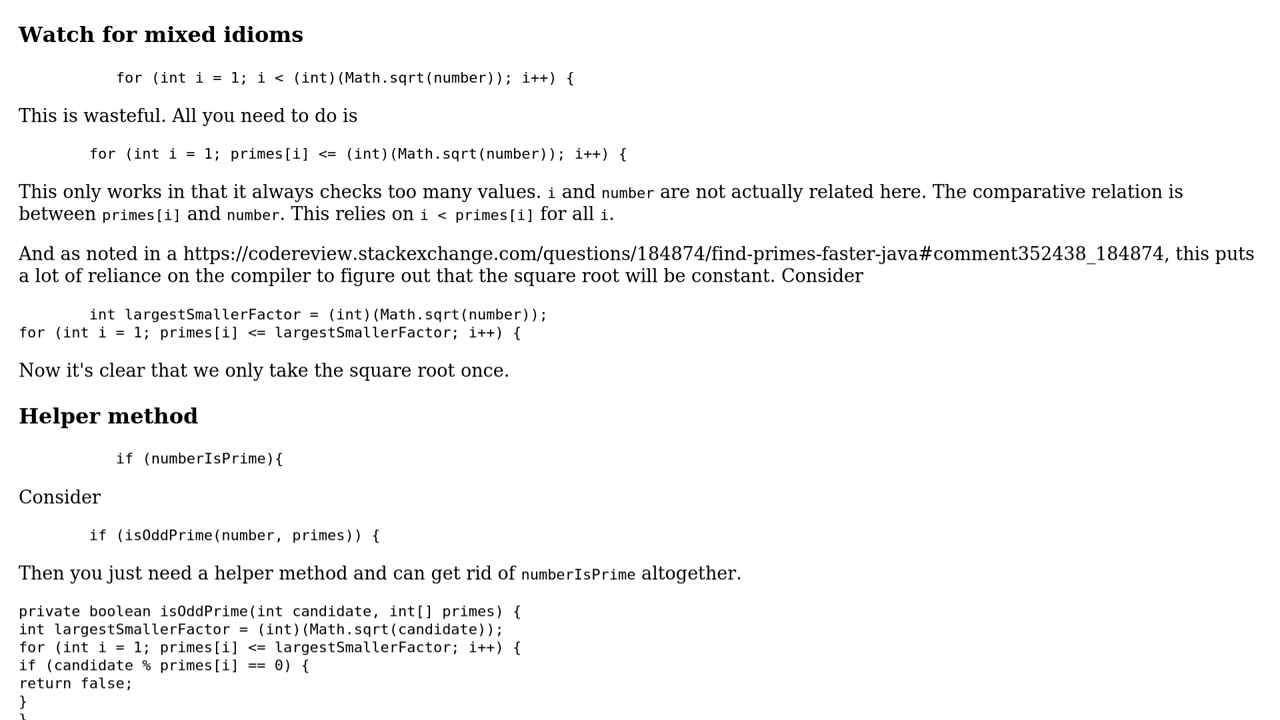 Watch for mixed idioms
for (int i = 1; i < (int)(Math.sqrt(number)); i++) {
This is wasteful. All you need to do is
for (int i = 1; primes[i] <= (int)(Math.sqrt(number)); i++) {
This only works in that it always checks too many values. i and number are not actually related here. The comparative relation is
between primes[i] and number. This relies on i < primes[i] for all i.
And as noted in a https://codereview.stackexchange.com/questions/184874/find-primes-faster-java#comment352438_184874, this puts
a lot of reliance on the compiler to figure out that the square root will be constant. Consider
int largestSmallerFactor = (int)(Math.sqrt(number));
for (int i = 1; primes[i] <= largestSmallerFactor; i++) {
Now it's clear that we only take the square root once.
Helper method
if (numberIsPrime){
Consider
if (isOddPrime(number, primes)) {
Then you just need a helper method and can get rid of numberIsPrime altogether.
private boolean isOddPrime(int candidate, int[] primes) {
int largestSmallerFactor = (int)(Math.sqrt(candidate));
for (int i = 1; primes[i] <= largestSmallerFactor; i++) {
if (candidate % primes[i] == 0) {
return false;
}
}